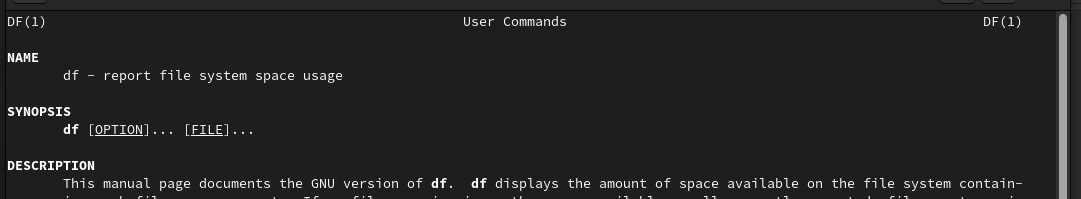 DF(1) User Commands DF(1)
NAME
df - report file system space usage
SYNOPSIS
df [OPTION]... [FILE]...
DESCRIPTION
This manual page documents the GNU version of df. df displays the amount of space available on the file system contain-